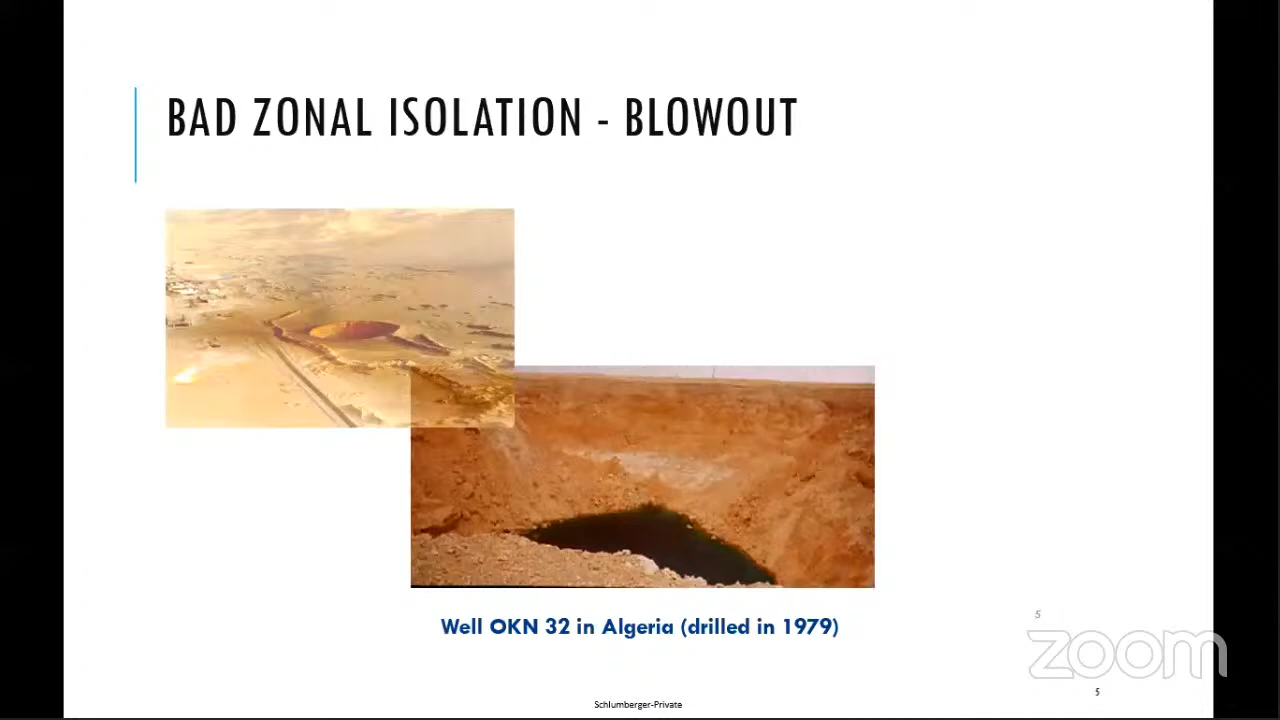 BAD ZONAL ISOLATION - BLOWOUT
Well OKN 32 in Algeria (drilled in 1979)
5
zoom
5
Schlumberger-Private